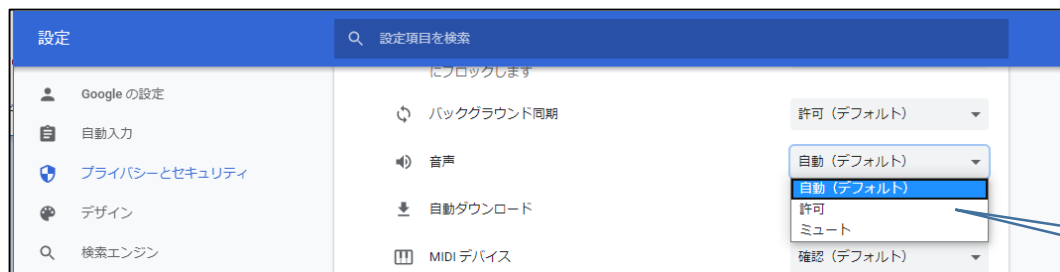 設定
設定項目を検索
にブロックします
Google の設定
自動入力
プライバシーとセキュリティ
デザイン
検索エンジン
バックグラウンド同期
許可（デフォルト）
音声
自動（デフォルト）
自動（デフォルト）
許可
ミュート
自動ダウンロード
MIDI デバイス
確認（デフォルト）